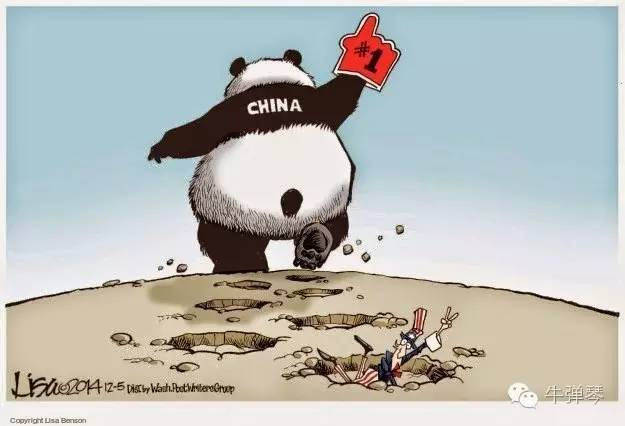 #1
CHINA
Lisa©2014 12-5 Dist by Wash. Post Writers Group
牛弹琴
Copyright Lisa Benson